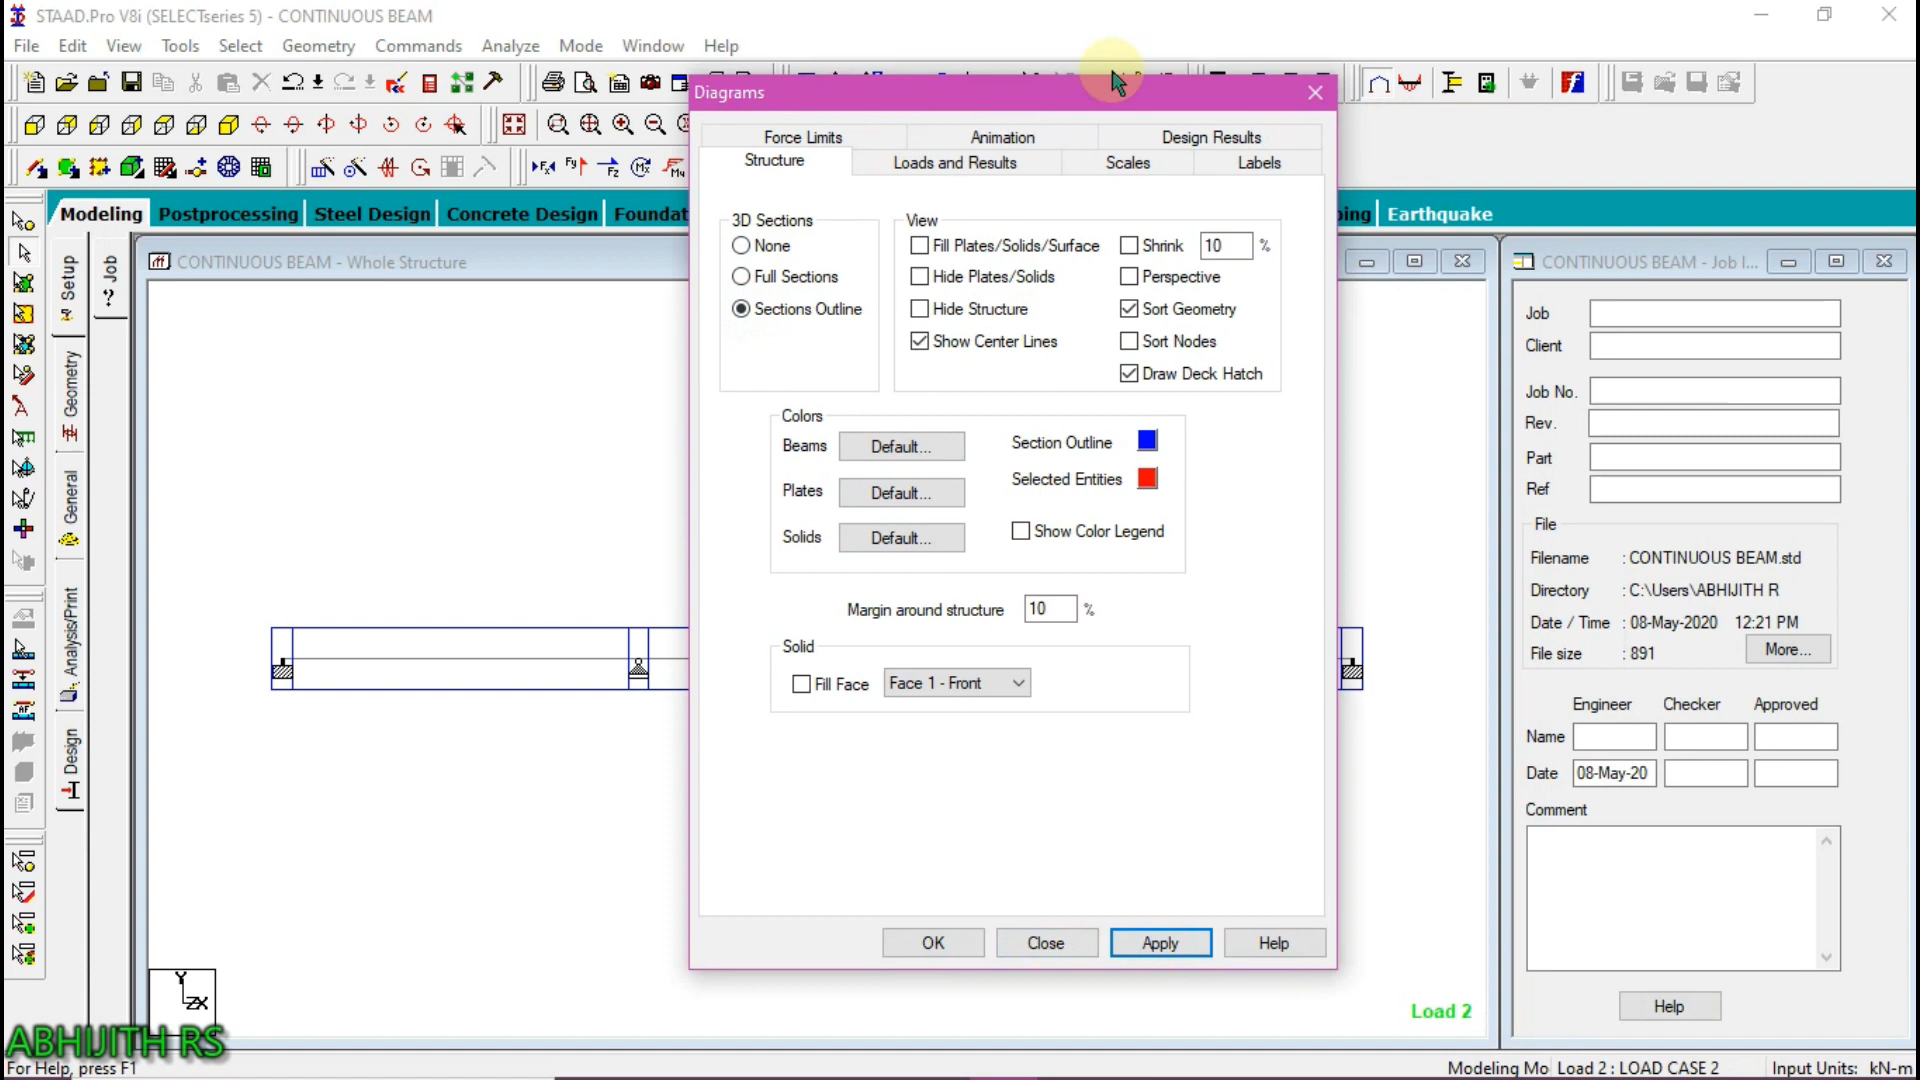 STAAD.Pro V8i (SELECTseries 5) - CONTINUOUS BEAM
File Edit View Tools Select Geometry Commands Analyze Mode Window Help
Modeling Postprocessing Steel Design Concrete Design Foundat
Earthquake
CONTINUOUS BEAM - Whole Structure
Setup
Job
Geometry
General
Analysis/Print
Design
Diagrams
Force Limits Animation Design Results
Structure Loads and Results Scales Labels
3D Sections
None
Full Sections
Sections Outline
View
Fill Plates/Solids/Surface
Hide Plates/Solids
Hide Structure
Show Center Lines
Shrink 10 %
Perspective
Sort Geometry
Sort Nodes
Draw Deck Hatch
Colors
Beams Default...
Plates Default...
Solids Default...
Section Outline
Selected Entities
Show Color Legend
Margin around structure 10 %
Solid
Fill Face Face 1 - Front
OK Close Apply Help
Load 2
CONTINUOUS BEAM - Job I...
Job
Client
Job No.
Rev.
Part
Ref
File
Filename : CONTINUOUS BEAM.std
Directory : C:\Users\ABHIJITH R
Date / Time : 08-May-2020 12:21 PM
File size : 891
More...
Engineer Checker Approved
Name
Date 08-May-20
Comment
Help
Y
ZX
ABHIJITH RS
For Help, press F1
Modeling Mo Load 2 : LOAD CASE 2 Input Units: kN-m